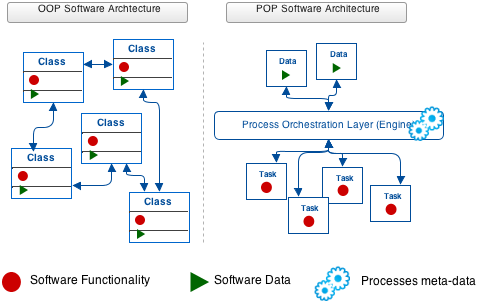 OOP Software Archtecture
POP Software Architecture
Class
Class
Class
Class
Class
Data
Data
Process Orchestration Layer (Engine
Task
Task
Task
Task
Software Functionality
Software Data
Processes meta-data